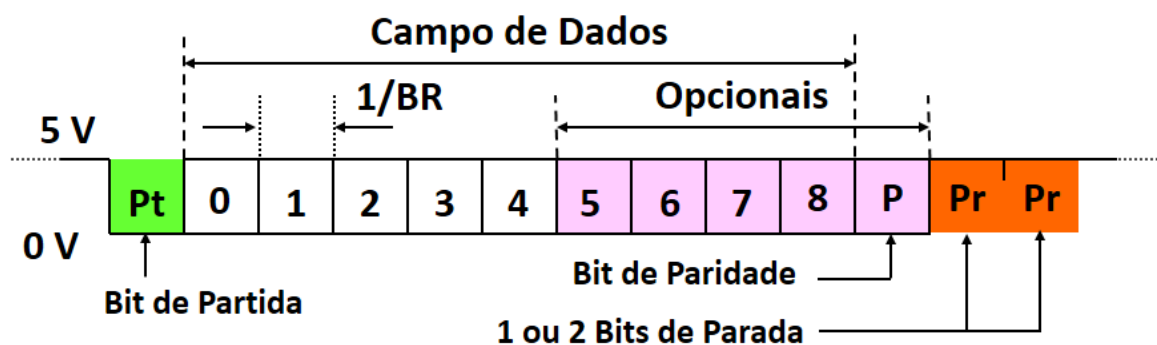 Campo de Dados
1/BR
Opcionais
5 V
Pt 0 1 2 3 4 5 6 7 8 P Pr Pr
0 V
Bit de Paridade
Bit de Partida
1 ou 2 Bits de Parada